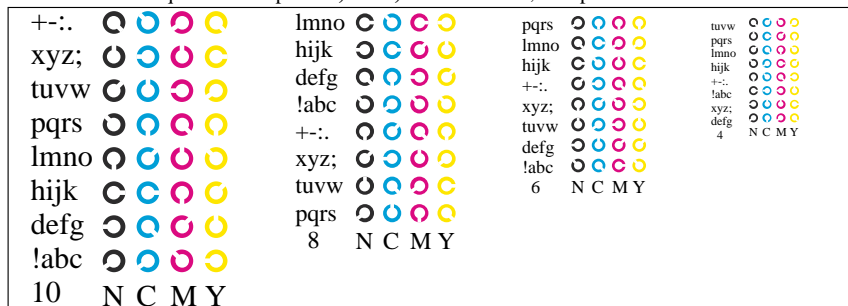 +-:.
xyz;
tuvw
pqrs
lmno
hijk
defg
!abc
10 N C M Y
lmno
hijk
defg
!abc
+-:.
xyz;
tuvw
pqrs
8 N C M Y
pqrs
lmno
hijk
+-:.
xyz;
tuvw
defg
!abc
6 N C M Y
tuvw
pqrs
lmno
hijk
+-:.
!abc
xyz;
defg
4 N C M Y